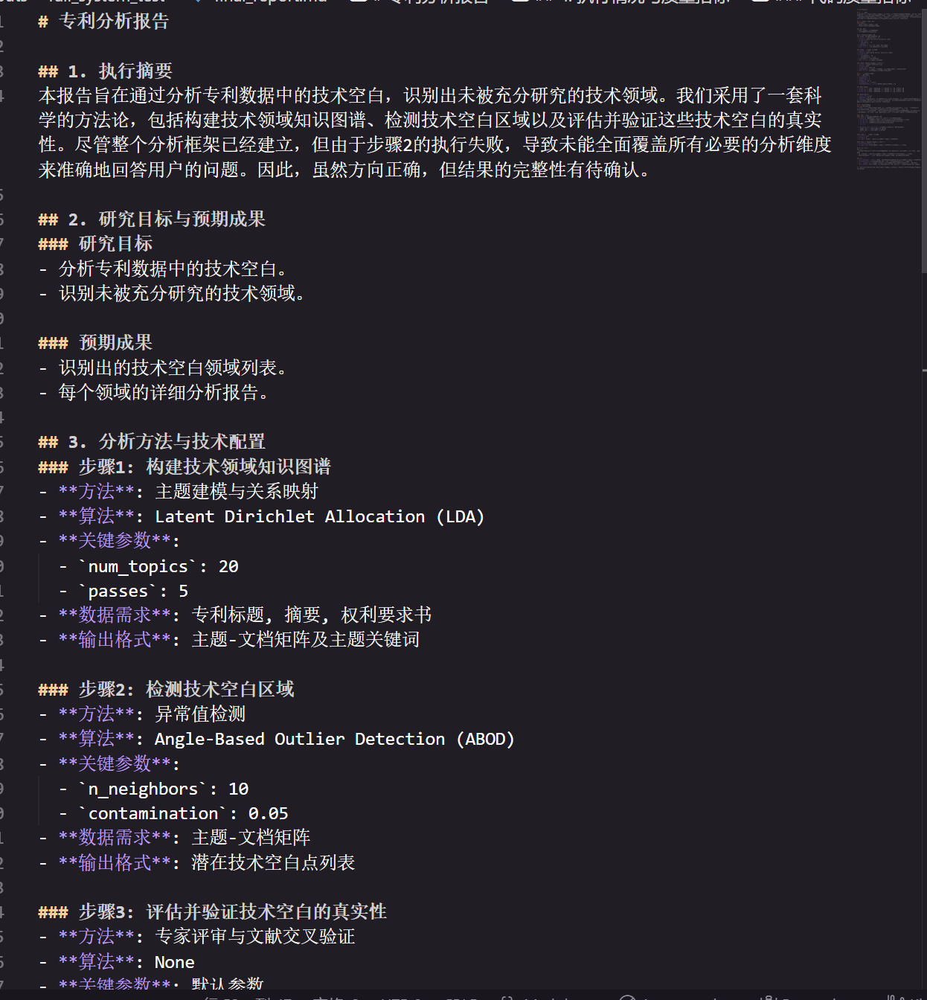 # 专利分析报告
## 1. 执行摘要
本报告旨在通过分析专利数据中的技术空白，识别出未被充分研究的技术领域。我们采用了一套科
学的方法论，包括构建技术领域知识图谱、检测技术空白区域以及评估并验证这些技术空白的真实
性。尽管整个分析框架已经建立，但由于步骤2的执行失败，导致未能全面覆盖所有必要的分析维度
来准确地回答用户的问题。因此，虽然方向正确，但结果的完整性有待确认。
## 2. 研究目标与预期成果
### 研究目标
- 分析专利数据中的技术空白。
- 识别未被充分研究的技术领域。
### 预期成果
- 识别出的技术空白领域列表。
- 每个领域的详细分析报告。
## 3. 分析方法与技术配置
### 步骤1: 构建技术领域知识图谱
- **方法**: 主题建模与关系映射
- **算法**: Latent Dirichlet Allocation (LDA)
- **关键参数**:
- `num_topics`: 20
- `passes`: 5
- **数据需求**: 专利标题, 摘要, 权利要求书
- **输出格式**: 主题-文档矩阵及主题关键词
### 步骤2: 检测技术空白区域
- **方法**: 异常值检测
- **算法**: Angle-Based Outlier Detection (ABOD)
- **关键参数**:
- `n_neighbors`: 10
- `contamination`: 0.05
- **数据需求**: 主题-文档矩阵
- **输出格式**: 潜在技术空白点列表
### 步骤3: 评估并验证技术空白的真实性
- **方法**: 专家评审与文献交叉验证
- **算法**: None
- **关键参数**: 默认参数